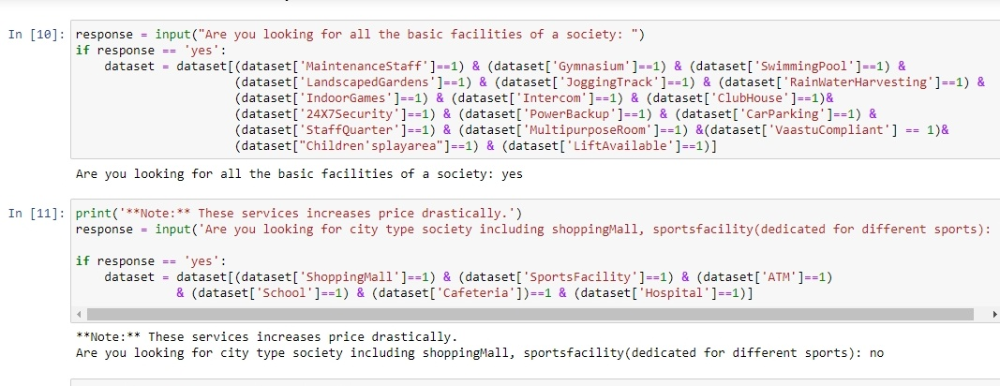 In [10]: response = input("Are you looking for all the basic facilities of a society: ")
if response == 'yes':
    dataset = dataset[(dataset['MaintenanceStaff']==1) & (dataset['Gymnasium']==1) & (dataset['SwimmingPool']==1) &
                      (dataset['LandscapedGardens']==1) & (dataset['JoggingTrack']==1) & (dataset['RainWaterHarvesting']==1) &
                      (dataset['IndoorGames']==1) & (dataset['Intercom']==1) & (dataset['ClubHouse']==1)&
                      (dataset['24X7Security']==1) & (dataset['PowerBackup']==1) & (dataset['CarParking']==1) &
                      (dataset['StaffQuarter']==1) & (dataset['MultipurposeRoom']==1) &(dataset['VaastuCompliant'] == 1)&
                      (dataset["Children'splayarea"]==1) & (dataset['LiftAvailable']==1)]
Are you looking for all the basic facilities of a society: yes
In [11]: print('**Note:** These services increases price drastically.')
response = input('Are you looking for city type society including shoppingMall, sportsfacility(dedicated for different sports):
if response == 'yes':
    dataset = dataset[(dataset['ShoppingMall']==1) & (dataset['SportsFacility']==1) & (dataset['ATM']==1)
              & (dataset['School']==1) & (dataset['Cafeteria'])==1 & (dataset['Hospital']==1)]
**Note:** These services increases price drastically.
Are you looking for city type society including shoppingMall, sportsfacility(dedicated for different sports): no